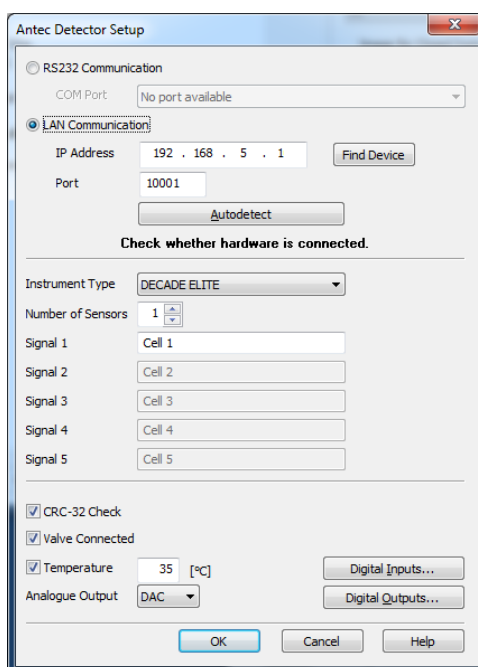 Antec Detector Setup
RS232 Communication
COM Port No port available
LAN Communication
IP Address 192 . 168 . 5 . 1 Find Device
Port 10001
Autodetect
Check whether hardware is connected.
Instrument Type DECADE ELITE
Number of Sensors 1
Signal 1 Cell 1
Signal 2 Cell 2
Signal 3 Cell 3
Signal 4 Cell 4
Signal 5 Cell 5
CRC-32 Check
Valve Connected
Temperature 35 [°C] Digital Inputs...
Analogue Output DAC Digital Outputs...
OK Cancel Help